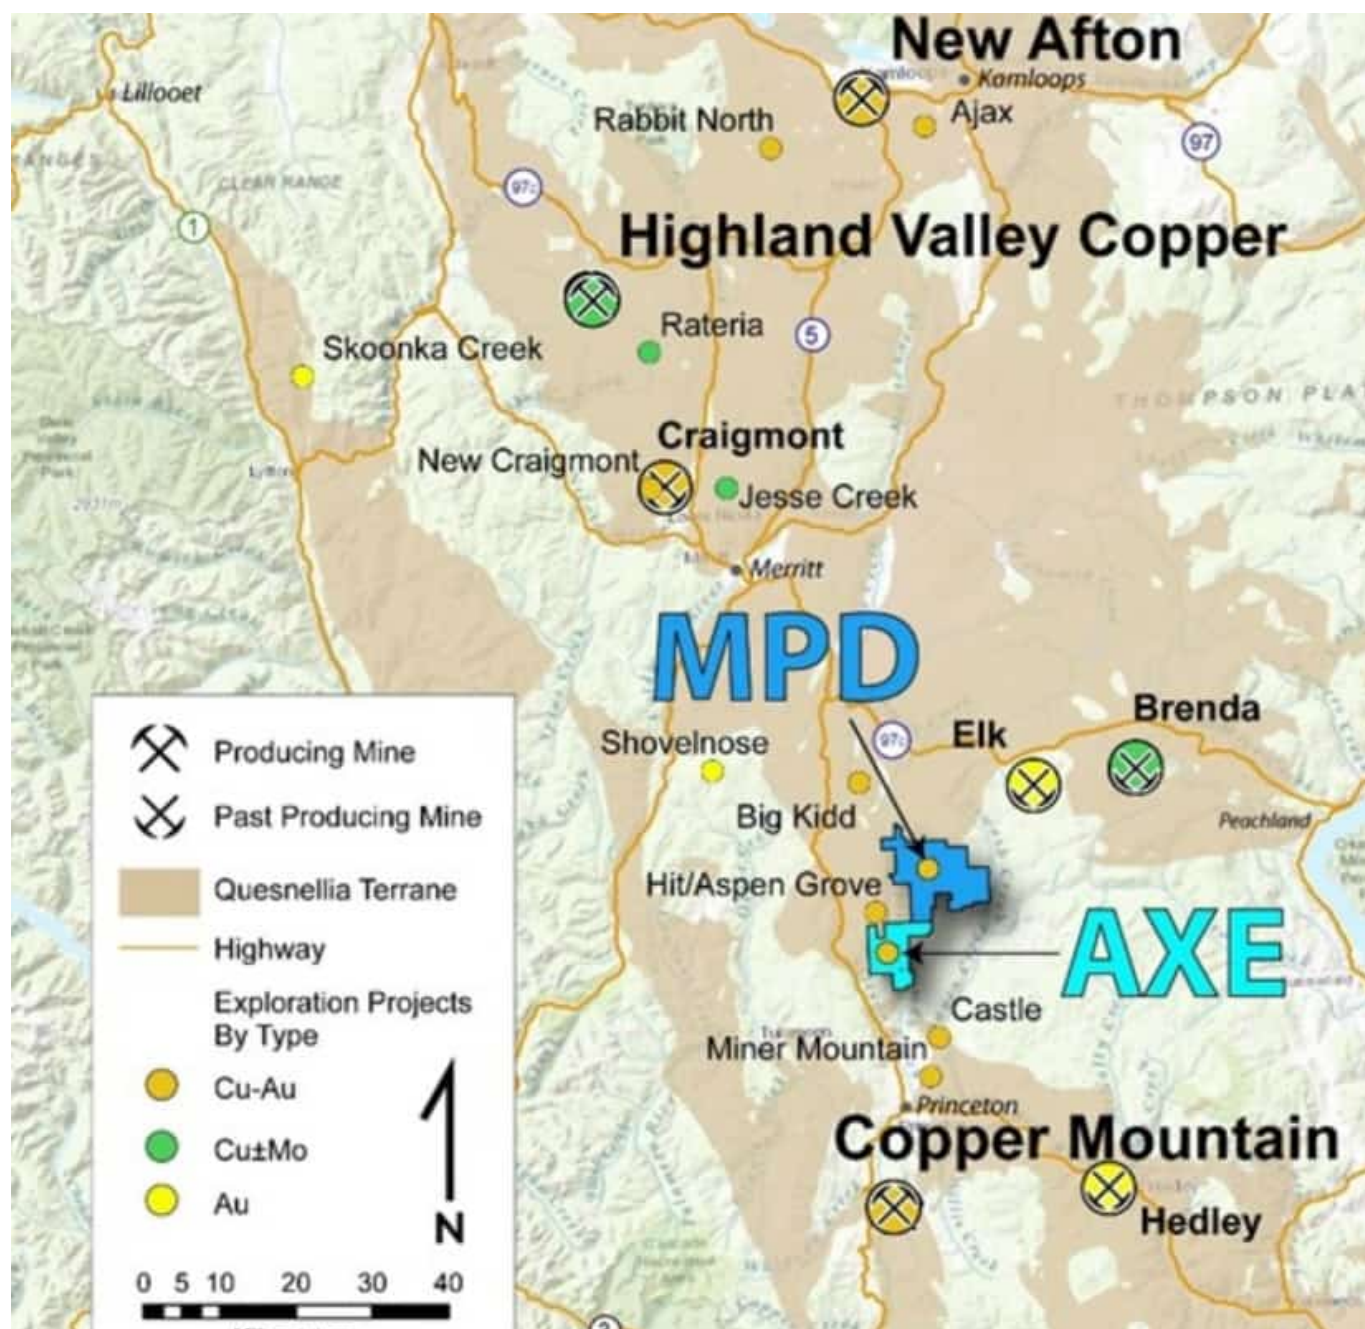 New Afton
Lillooet
Kamloops
Rabbit North
Ajax
97
CLEAR RANGE
97c
1
Highland Valley Copper
Rateria
5
Skoonka Creek
THOMPSON PLA
Craigmont
New Craigmont
Jesse Creek
Lytton
Merritt
MPD
Brenda
Elk
97c
Shovelnose
Big Kidd
Peachland
Hit/Aspen Grove
AXE
Castle
Miner Mountain
Princeton
Copper Mountain
Hedley
Producing Mine
Past Producing Mine
Quesnellia Terrane
Highway
Exploration Projects
By Type
Cu-Au
Cu±Mo
Au
N
0 5 10 20 30 40
3